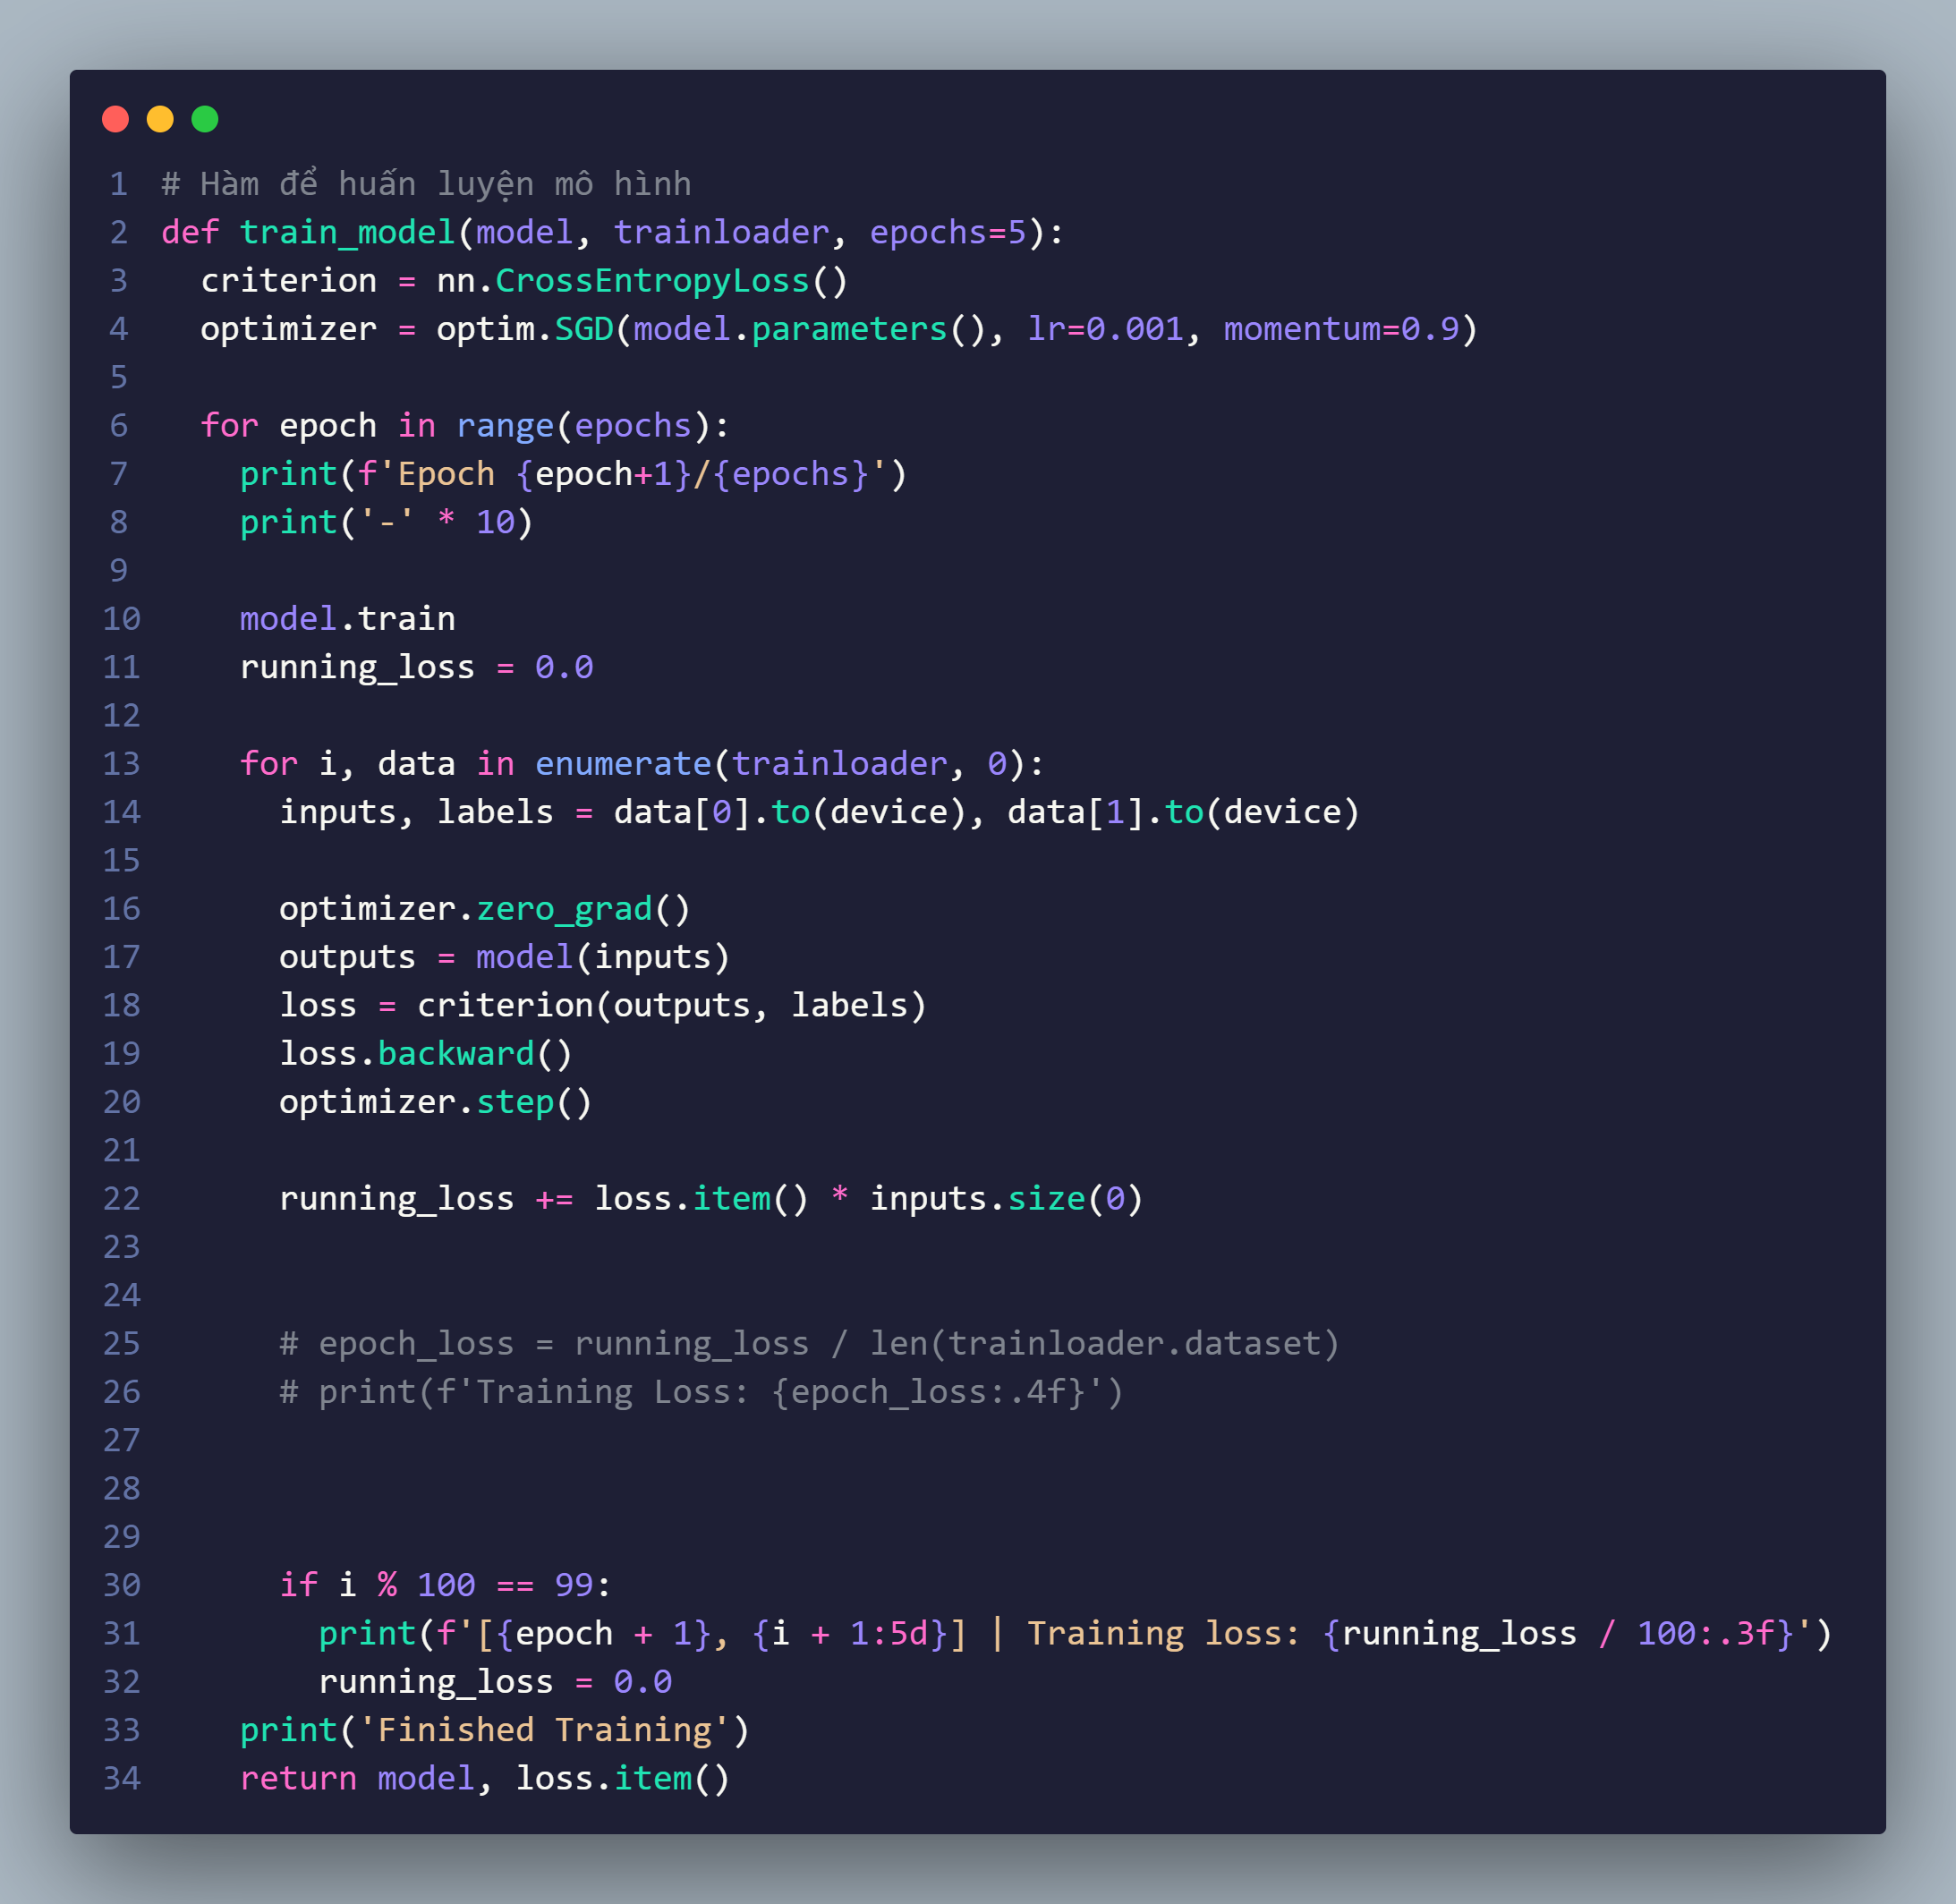 1 # Hàm để huấn luyện mô hình
2 def train_model(model, trainloader, epochs=5):
3   criterion = nn.CrossEntropyLoss()
4   optimizer = optim.SGD(model.parameters(), lr=0.001, momentum=0.9)
5
6   for epoch in range(epochs):
7     print(f'Epoch {epoch+1}/{epochs}')
8     print('-' * 10)
9
10     model.train
11     running_loss = 0.0
12
13     for i, data in enumerate(trainloader, 0):
14       inputs, labels = data[0].to(device), data[1].to(device)
15
16       optimizer.zero_grad()
17       outputs = model(inputs)
18       loss = criterion(outputs, labels)
19       loss.backward()
20       optimizer.step()
21
22       running_loss += loss.item() * inputs.size(0)
23
24
25       # epoch_loss = running_loss / len(trainloader.dataset)
26       # print(f'Training Loss: {epoch_loss:.4f}')
27
28
29
30       if i % 100 == 99:
31         print(f'[{epoch + 1}, {i + 1:5d}] | Training loss: {running_loss / 100:.3f}')
32         running_loss = 0.0
33     print('Finished Training')
34     return model, loss.item()